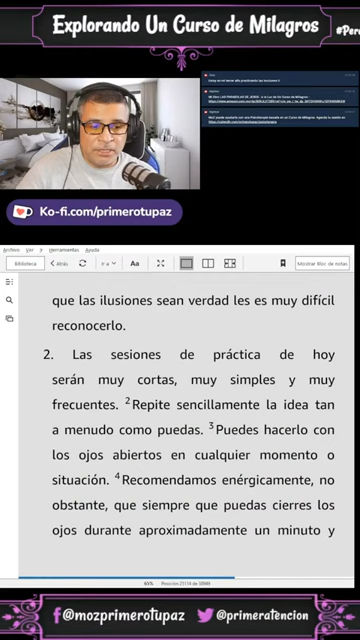 Explorando Un Curso de Milagros
Ko-fi.com/primerotupaz
Archivo Ver Ir Herramientas Ayuda
Biblioteca
Atrás
Ir a
Aa
Mostrar bloc de notas
que las ilusiones sean verdad les es muy difícil
reconocerlo.
2. Las sesiones de práctica de hoy
serán muy cortas, muy simples y muy
frecuentes. 2Repite sencillamente la idea tan
a menudo como puedas. 3Puedes hacerlo con
los ojos abiertos en cualquier momento o
situación. 4Recomendamos enérgicamente, no
obstante, que siempre que puedas cierres los
ojos durante aproximadamente un minuto y
@mozprimerotupaz
@primeratencion